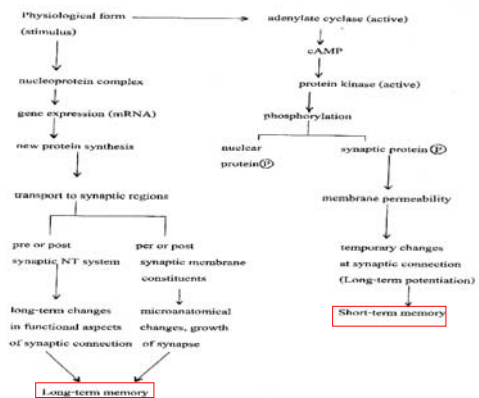 Physiological form
(stimulus)
nucleoprotein complex
gene expression (mRNA)
new protein synthesis
transport to synaptic regions
pre or post
synaptic NT system
per or post
synaptic membrane
constituents
long-term changes
in functional aspects
of synaptic connection
microanatomical
changes, growth
of synapse
Long-term memory
adenylate cyclase (active)
cAMP
protein kinase (active)
phosphorylation
nuclear
protein Ⓟ
synaptic protein Ⓟ
membrane permeability
temporary changes
at synaptic connection
(Long-term potentiation)
Short-term memory